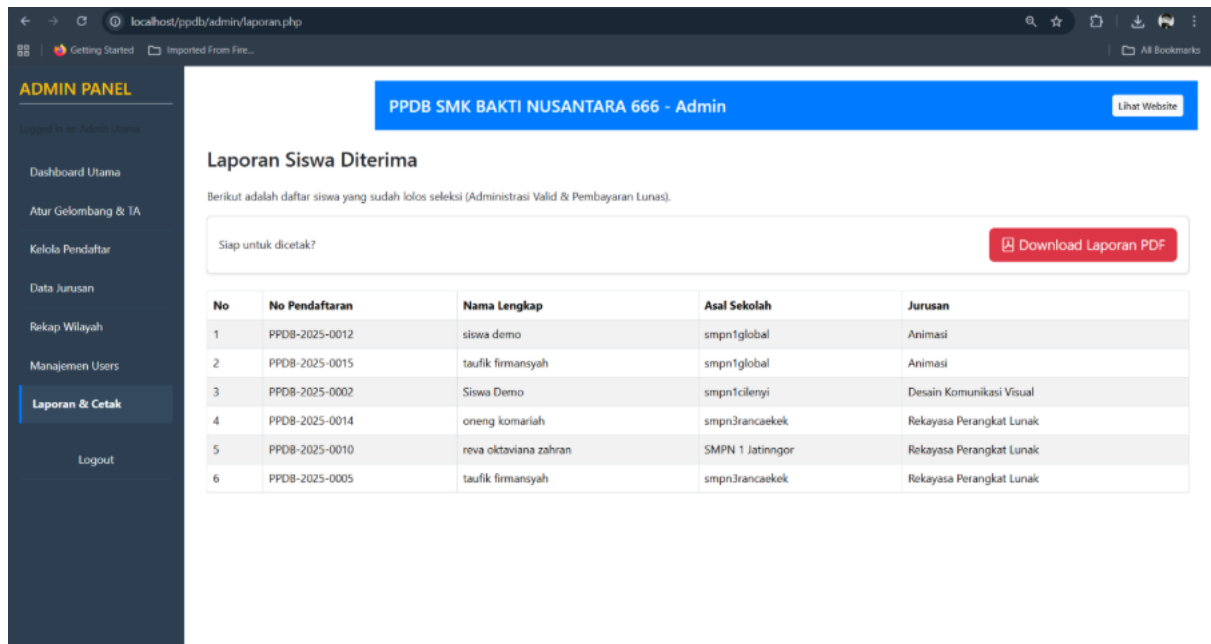 localhost/ppdb/admin/laporan.php
Getting Started Imported From Fire... All Bookmarks
ADMIN PANEL
PPDB SMK BAKTI NUSANTARA 666 - Admin Lihat Website
Logged in as: Admin Utama
Laporan Siswa Diterima
Dashboard Utama
Berikut adalah daftar siswa yang sudah lolos seleksi (Administrasi Valid & Pembayaran Lunas).
Atur Gelombang & TA
Siap untuk dicetak? Download Laporan PDF
Kelola Pendaftar
Data Jurusan
Rekap Wilayah
Manajemen Users
Laporan & Cetak
Logout
No No Pendaftaran Nama Lengkap Asal Sekolah Jurusan
1 PPDB-2025-0012 siswa demo smpn1global Animasi
2 PPDB-2025-0015 taufik firmansyah smpn1global Animasi
3 PPDB-2025-0002 Siswa Demo smpn1cilenyi Desain Komunikasi Visual
4 PPDB-2025-0014 oneng komariah smpn3rancaekek Rekayasa Perangkat Lunak
5 PPDB-2025-0010 reva oktaviana zahran SMPN 1 Jatinngor Rekayasa Perangkat Lunak
6 PPDB-2025-0005 taufik firmansyah smpn3rancaekek Rekayasa Perangkat Lunak